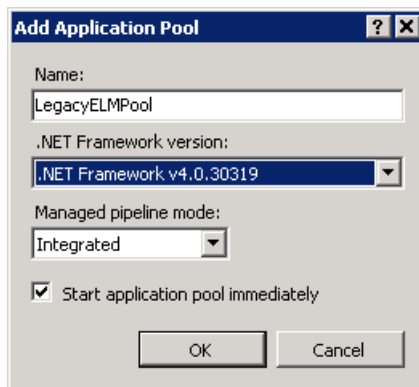 Add Application Pool
Name:
LegacyELMPool
.NET Framework version:
.NET Framework v4.0.30319
Managed pipeline mode:
Integrated
Start application pool immediately
OK Cancel